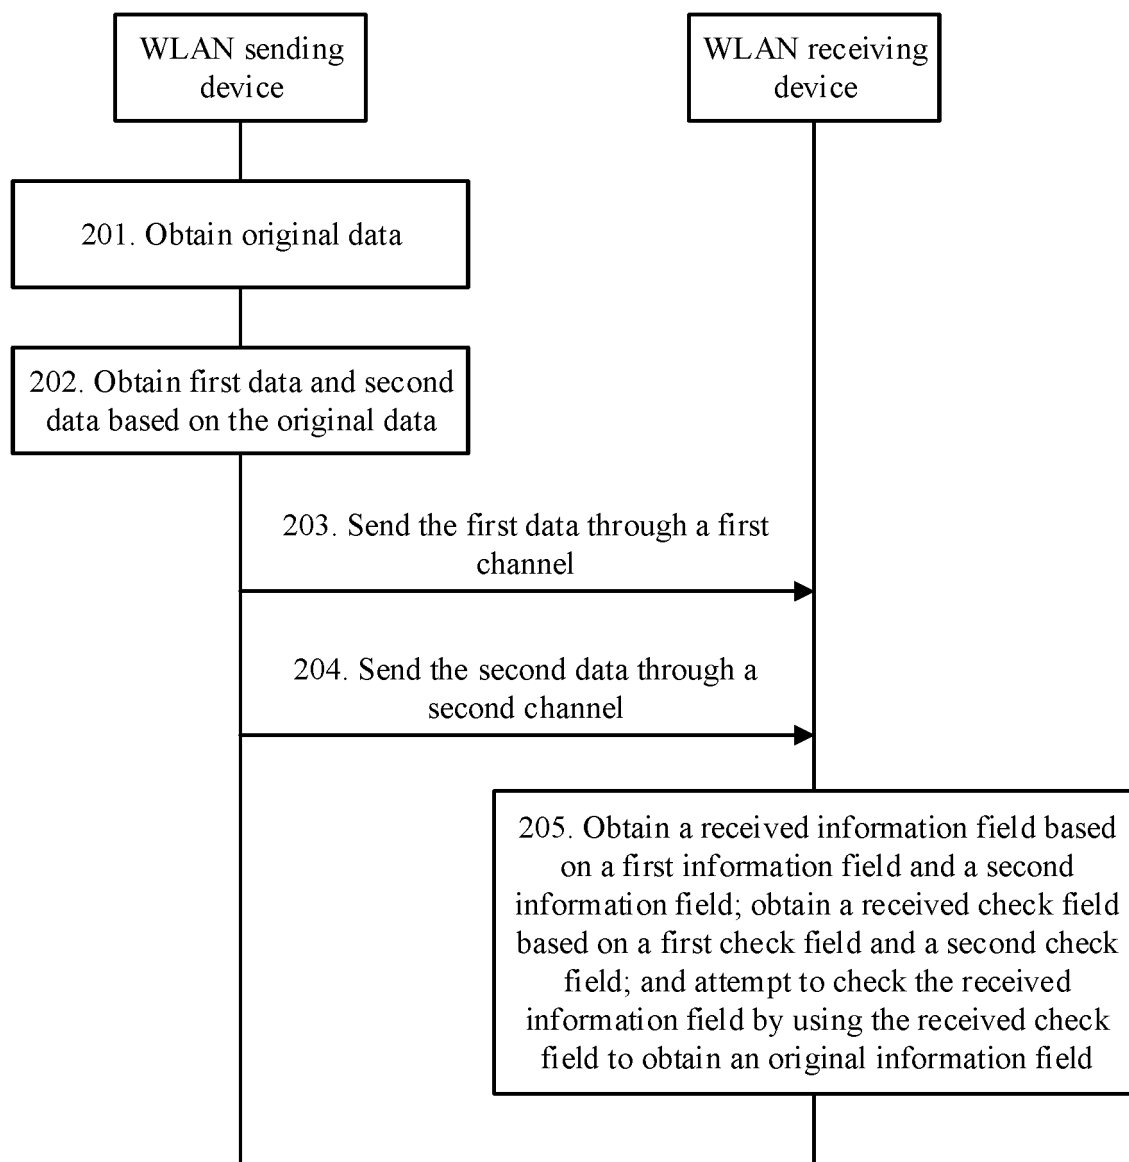 WLAN sending
device
WLAN receiving
device
201. Obtain original data
202. Obtain first data and second
data based on the original data
203. Send the first data through a first
channel
204. Send the second data through a
second channel
205. Obtain a received information field based
on a first information field and a second
information field; obtain a received check field
based on a first check field and a second check
field; and attempt to check the received
information field by using the received check
field to obtain an original information field